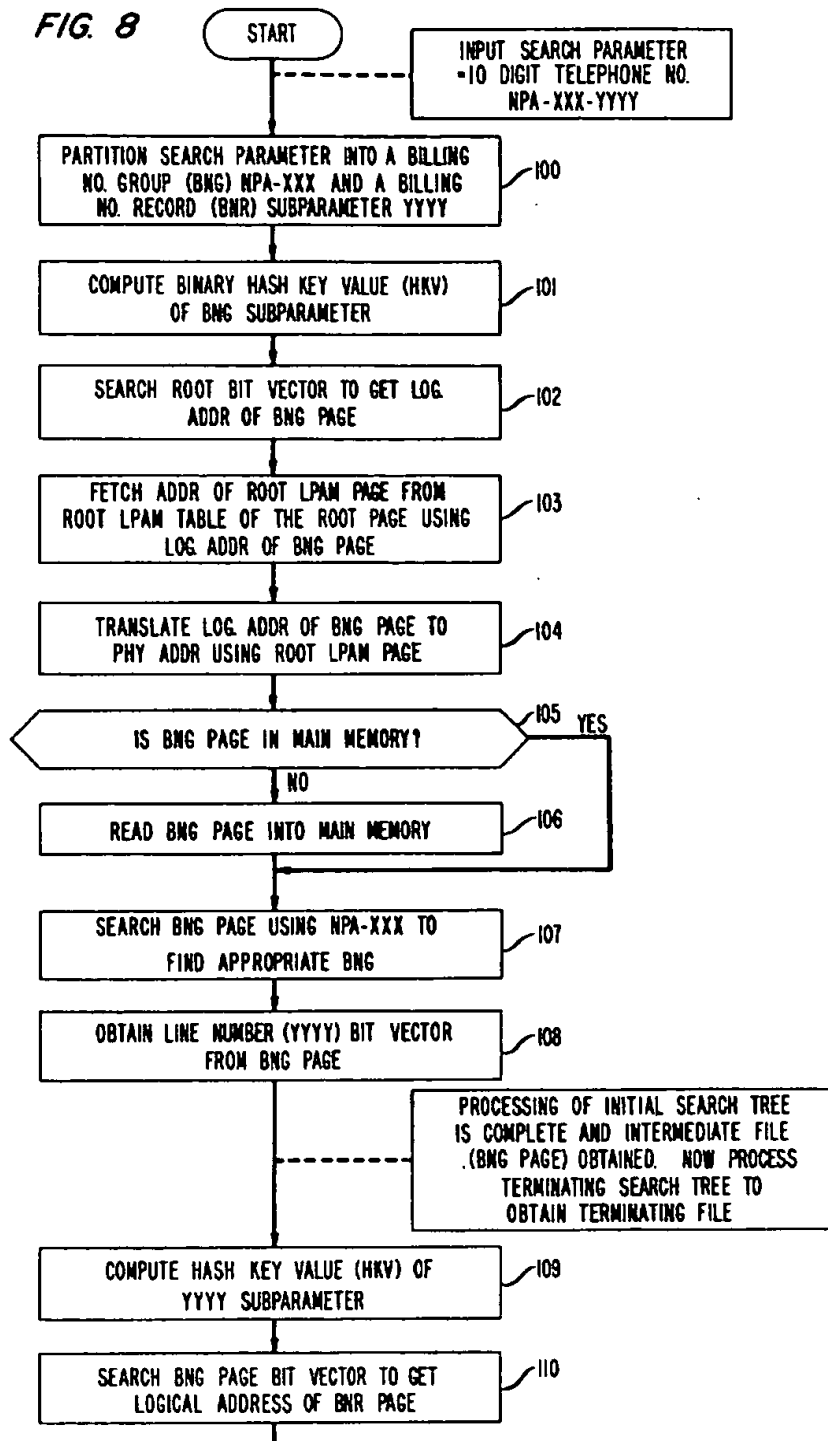 FIG. 8
START
INPUT SEARCH PARAMETER
=10 DIGIT TELEPHONE NO.
NPA-XXX-YYYY
PARTITION SEARCH PARAMETER INTO A BILLING
NO. GROUP (BNG) NPA-XXX AND A BILLING
NO. RECORD (BNR) SUBPARAMETER YYYY
100
COMPUTE BINARY HASH KEY VALUE (HKV)
OF BNG SUBPARAMETER
101
SEARCH ROOT BIT VECTOR TO GET LOG.
ADDR OF BNG PAGE
102
FETCH ADDR OF ROOT LPAM PAGE FROM
ROOT LPAM TABLE OF THE ROOT PAGE USING
LOG. ADDR OF BNG PAGE
103
TRANSLATE LOG. ADDR OF BNG PAGE TO
PHY ADDR USING ROOT LPAM PAGE
104
IS BNG PAGE IN MAIN MEMORY?
105
YES
NO
READ BNG PAGE INTO MAIN MEMORY
106
SEARCH BNG PAGE USING NPA-XXX TO
FIND APPROPRIATE BNG
107
OBTAIN LINE NUMBER (YYYY) BIT VECTOR
FROM BNG PAGE
108
PROCESSING OF INITIAL SEARCH TREE
IS COMPLETE AND INTERMEDIATE FILE
.(BNG PAGE) OBTAINED. NOW PROCESS
TERMINATING SEARCH TREE TO
OBTAIN TERMINATING FILE
COMPUTE HASH KEY VALUE (HKV) OF
YYYY SUBPARAMETER
109
SEARCH BNG PAGE BIT VECTOR TO GET
LOGICAL ADDRESS OF BNR PAGE
110